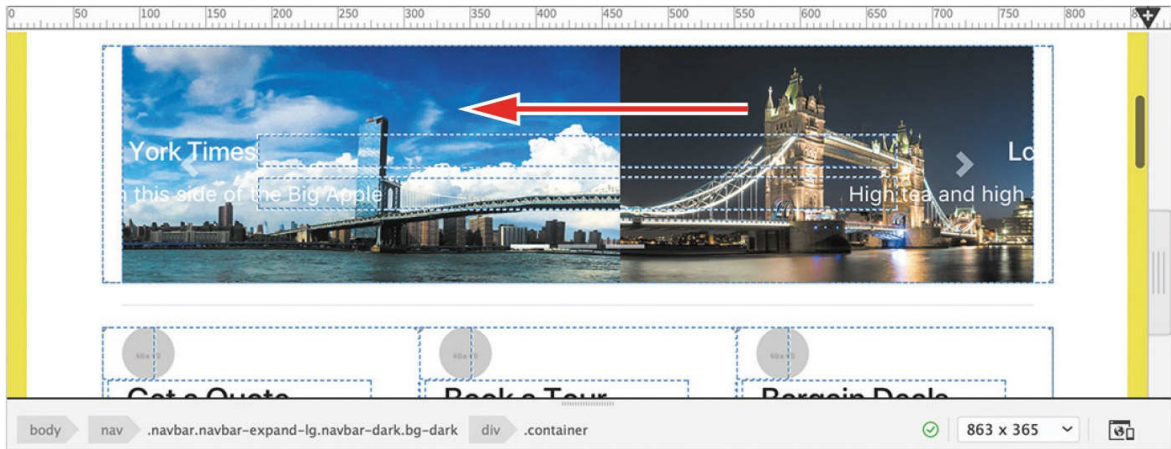 0 50 100 150 200 250 300 350 400 450 500 550 600 650 700 750 800
York Times
Lo
this side of the Big Apple
High tea and high
Get a Quote
Book a Tour
Bargain Deals
body nav .navbar.navbar-expand-lg.navbar-dark.bg-dark div .container
863 x 365